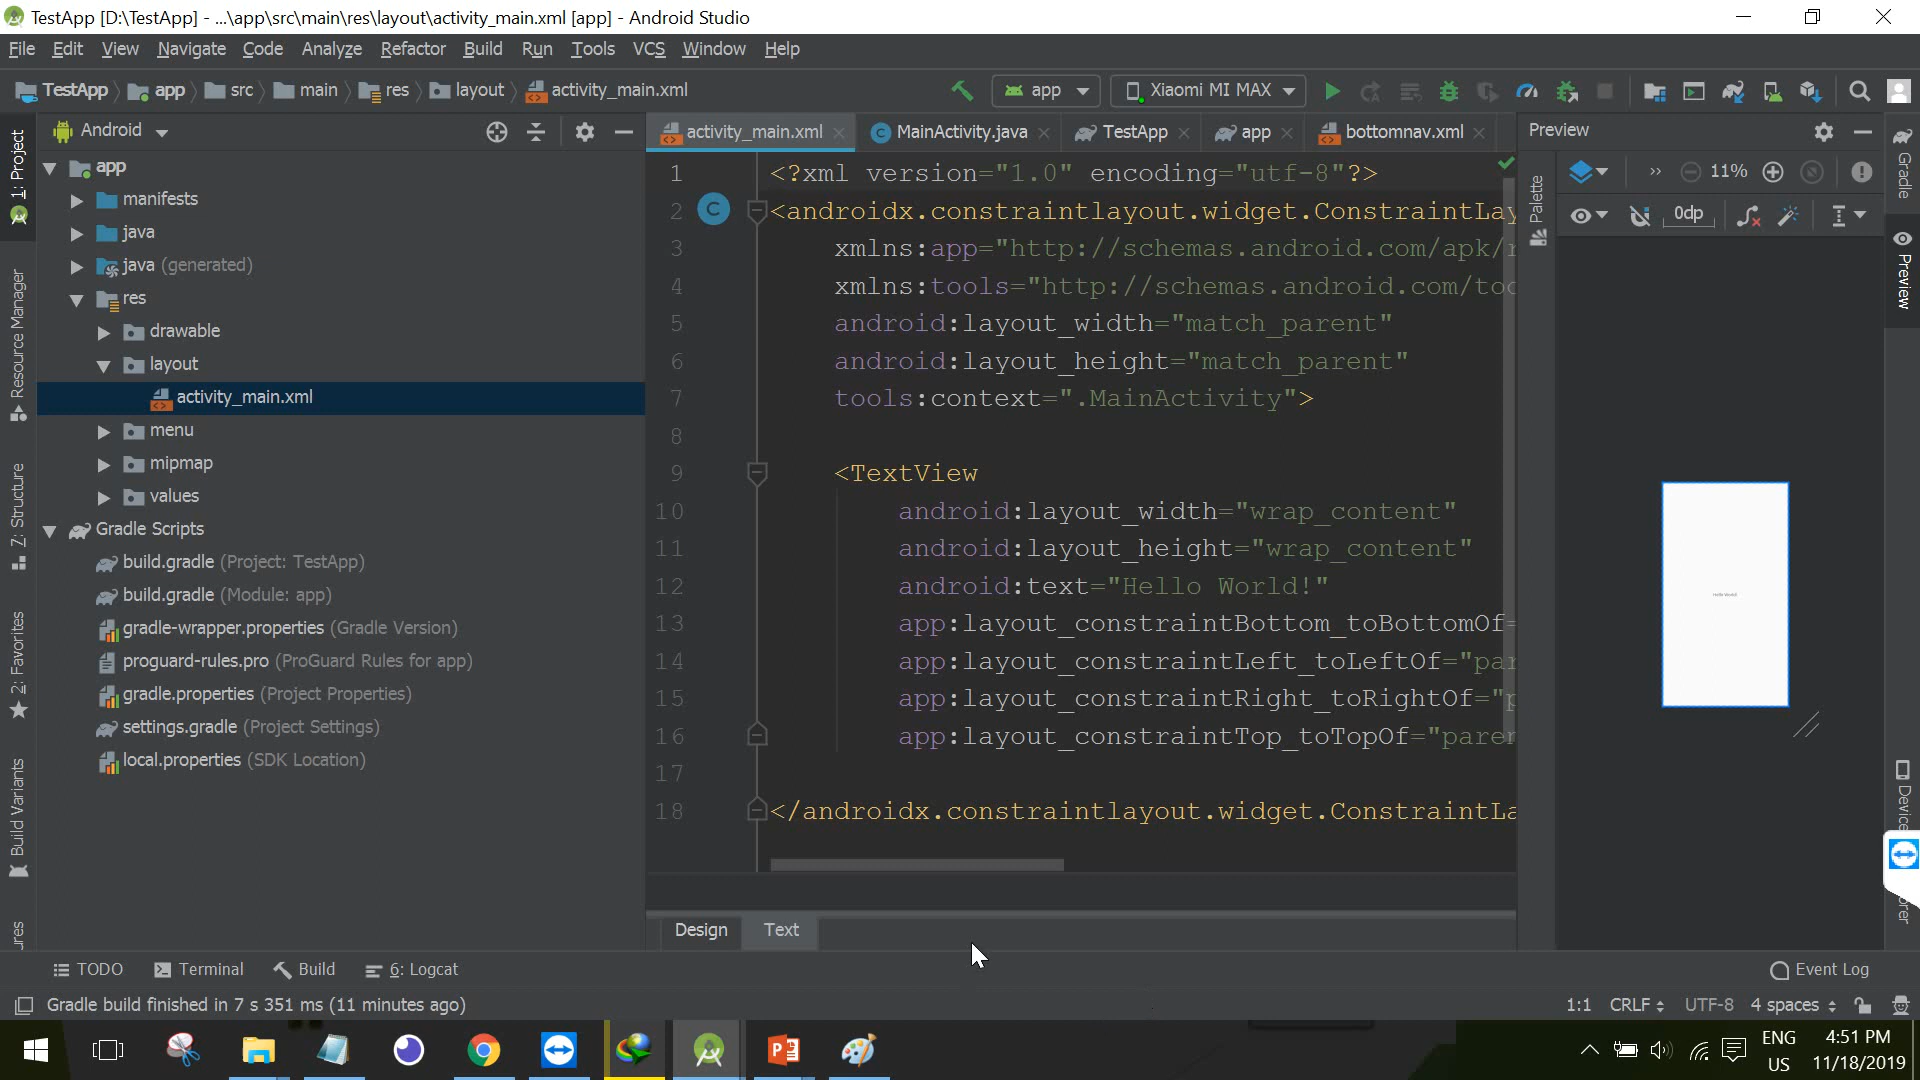 TestApp [D:\TestApp] - ...\app\src\main\res\layout\activity_main.xml [app] - Android Studio
File Edit View Navigate Code Analyze Refactor Build Run Tools VCS Window Help
TestApp app src main res layout activity_main.xml
app Xiaomi MI MAX
Android
activity_main.xml MainActivity.java TestApp app bottomnav.xml
Preview
1: Project
Resource Manager
Z: Structure
2: Favorites
Build Variants
ures
app
manifests
java
java (generated)
res
drawable
layout
activity_main.xml
menu
mipmap
values
Gradle Scripts
build.gradle (Project: TestApp)
build.gradle (Module: app)
gradle-wrapper.properties (Gradle Version)
proguard-rules.pro (ProGuard Rules for app)
gradle.properties (Project Properties)
settings.gradle (Project Settings)
local.properties (SDK Location)
1 <?xml version="1.0" encoding="utf-8"?>
2 <androidx.constraintlayout.widget.ConstraintLay
3 xmlns:app="http://schemas.android.com/apk/r
4 xmlns:tools="http://schemas.android.com/too
5 android:layout_width="match_parent"
6 android:layout_height="match_parent"
7 tools:context=".MainActivity">
8
9 <TextView
10 android:layout_width="wrap_content"
11 android:layout_height="wrap_content"
12 android:text="Hello World!"
13 app:layout_constraintBottom_toBottomOf=
14 app:layout_constraintLeft_toLeftOf="par
15 app:layout_constraintRight_toRightOf="p
16 app:layout_constraintTop_toTopOf="paren
17
18 </androidx.constraintlayout.widget.ConstraintLa
Design Text
Palette
11%
0dp
Hello World!
Gradle
Preview
Device
orer
TODO Terminal Build 6: Logcat Event Log
Gradle build finished in 7 s 351 ms (11 minutes ago) 1:1 CRLF UTF-8 4 spaces
ENG
US
4:51 PM
11/18/2019